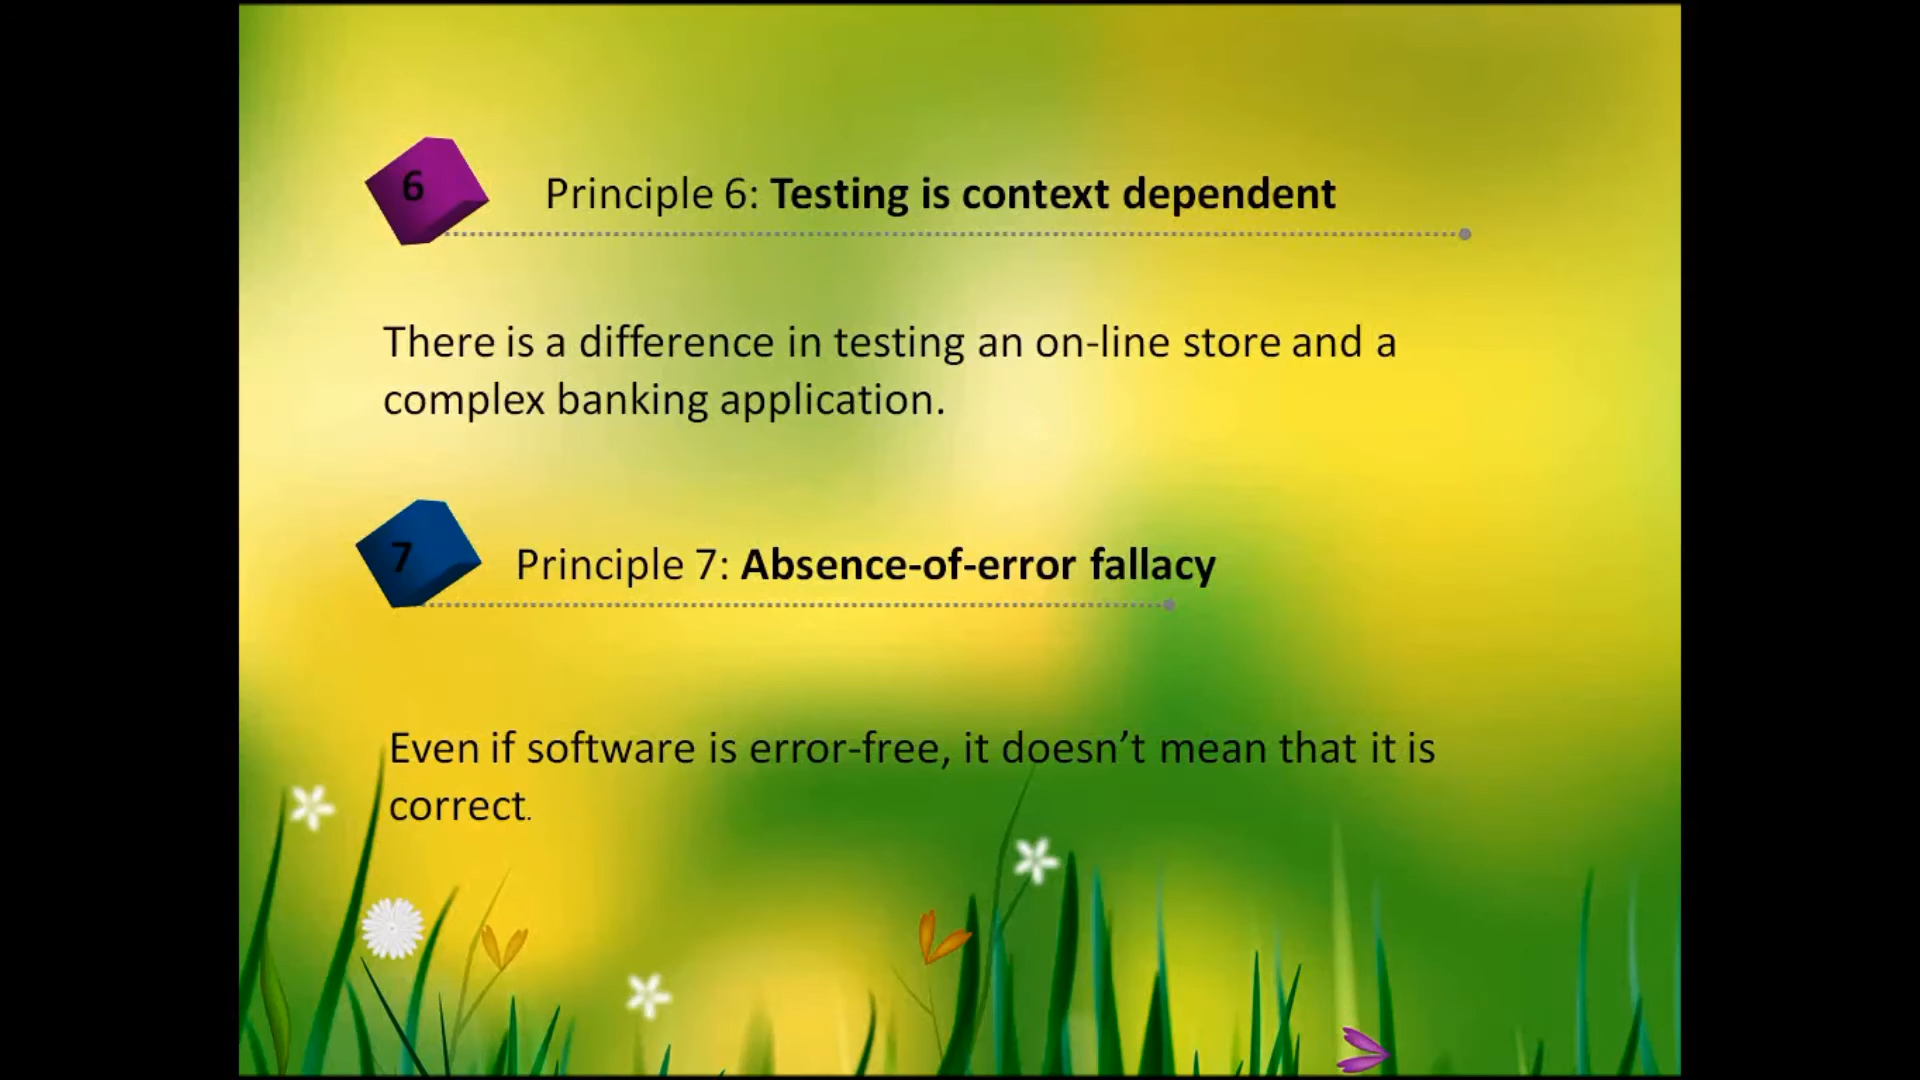 6
Principle 6: Testing is context dependent
There is a difference in testing an on-line store and a
complex banking application.
7
Principle 7: Absence-of-error fallacy
Even if software is error-free, it doesn’t mean that it is
correct.